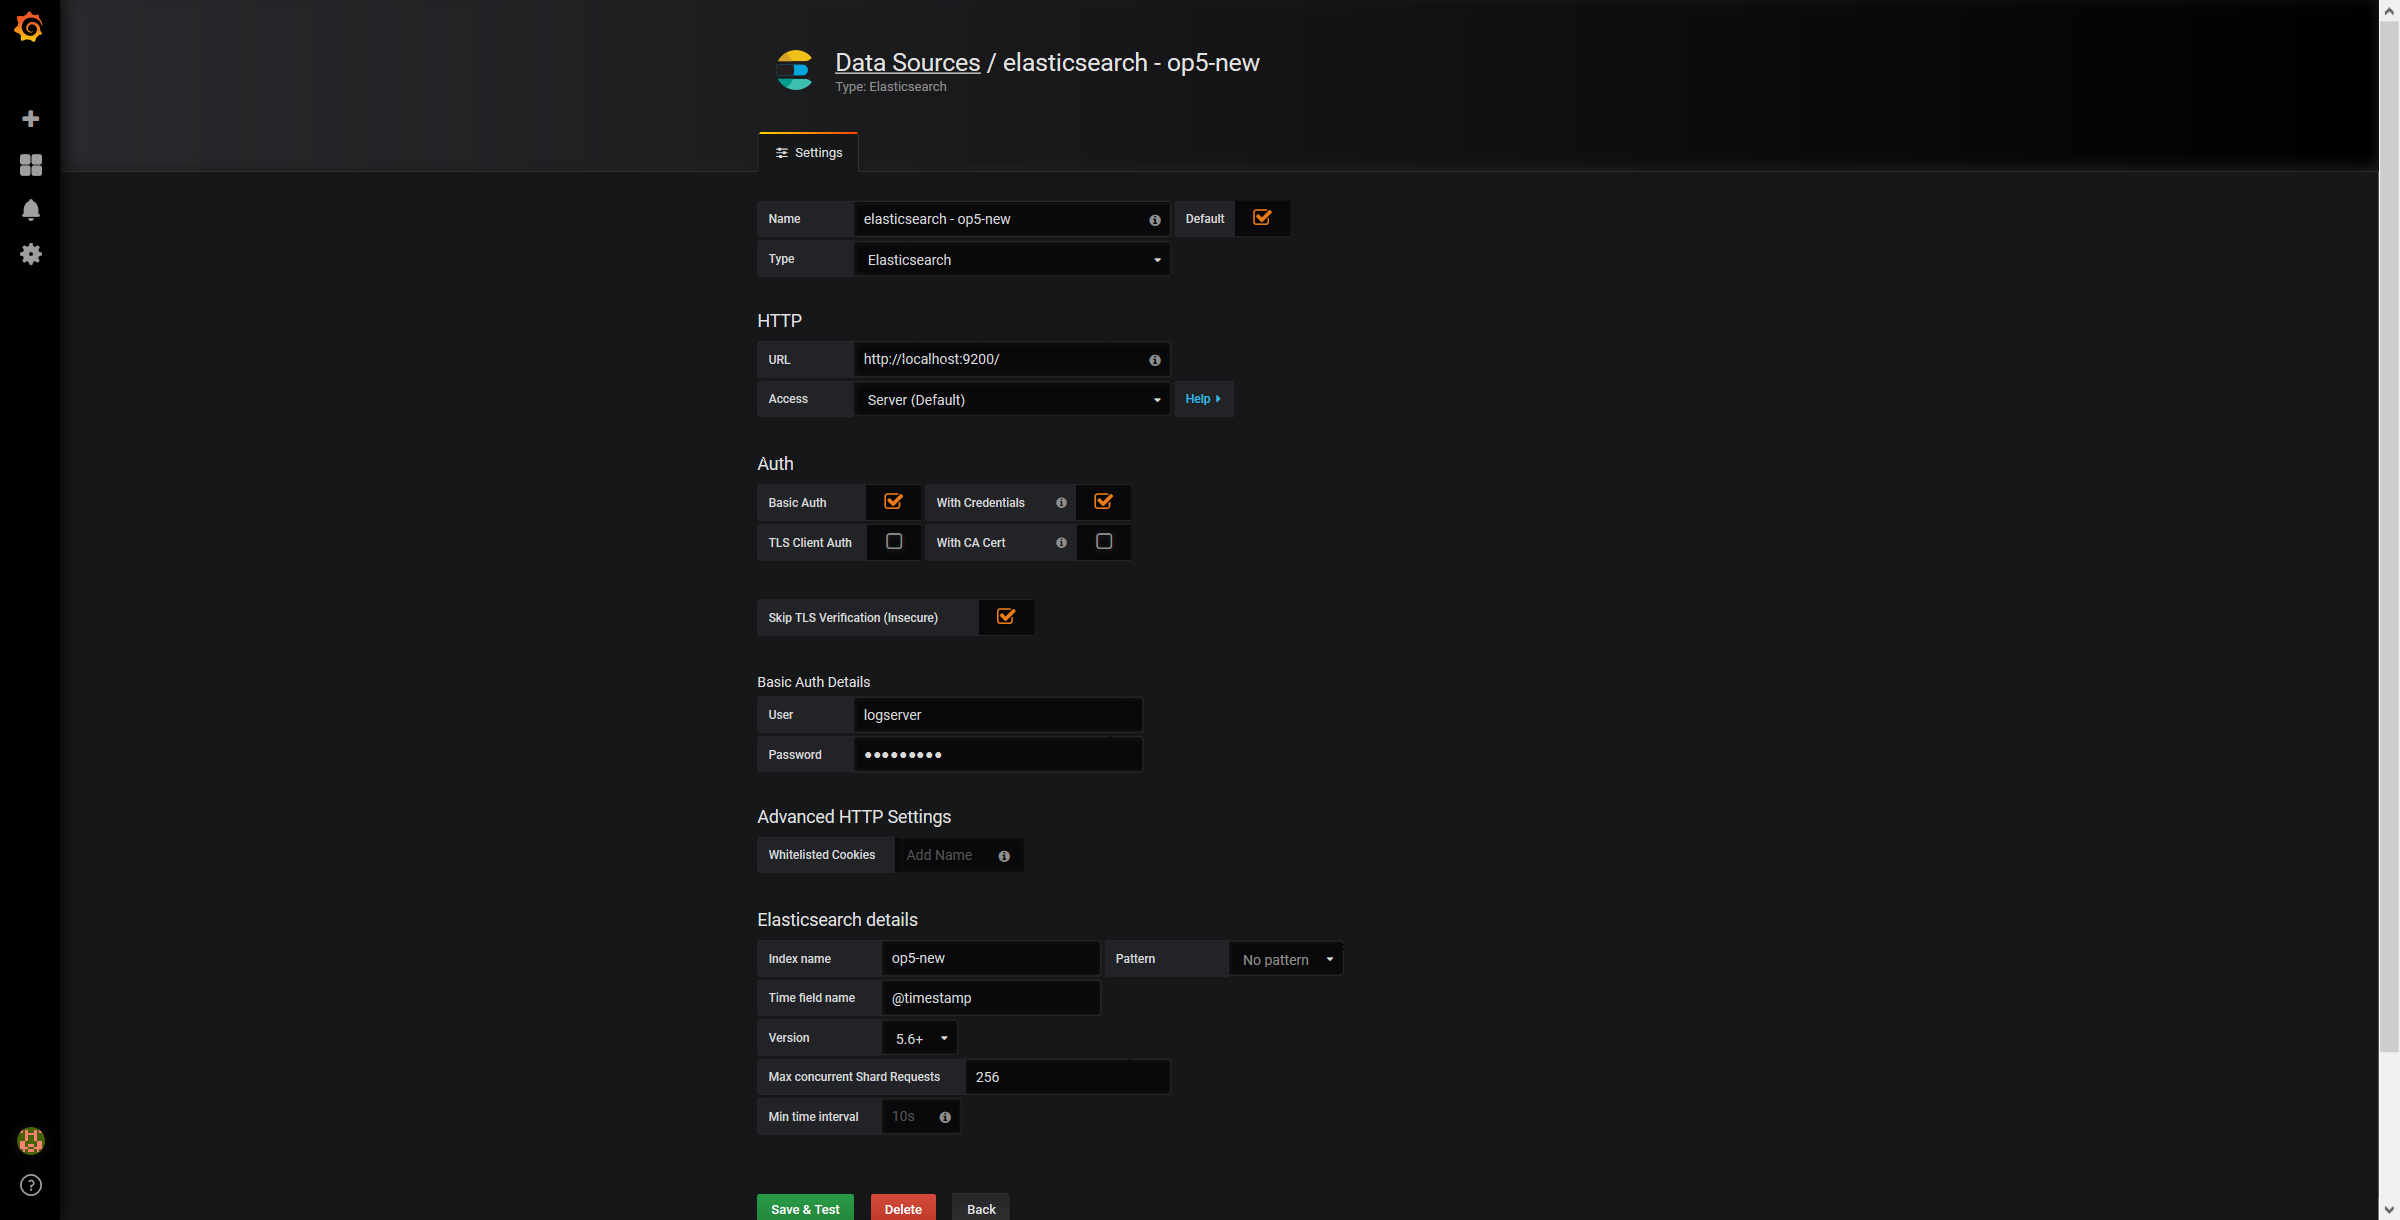 Data Sources / elasticsearch - op5-new
Type: Elasticsearch
Settings
Name elasticsearch - op5-new Default
Type Elasticsearch
HTTP
URL http://localhost:9200/
Access Server (Default) Help
Auth
Basic Auth With Credentials
TLS Client Auth With CA Cert
Skip TLS Verification (Insecure)
Basic Auth Details
User logserver
Password •••••••••
Advanced HTTP Settings
Whitelisted Cookies Add Name
Elasticsearch details
Index name op5-new Pattern No pattern
Time field name @timestamp
Version 5.6+
Max concurrent Shard Requests 256
Min time interval 10s
Save & Test Delete Back